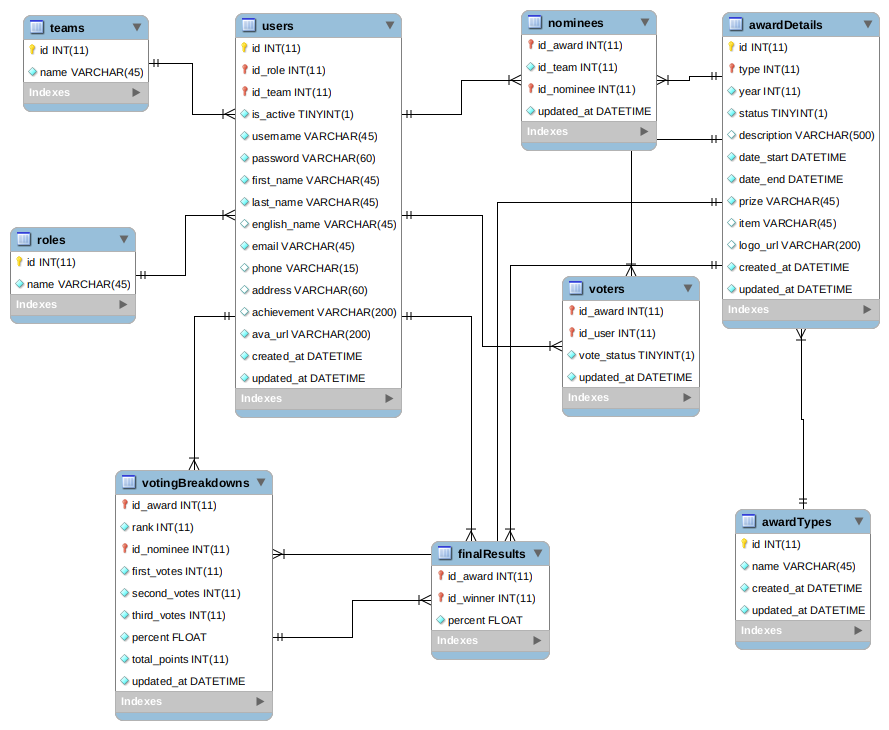 teams
id INT(11)
name VARCHAR(45)
Indexes
users
id INT(11)
id_role INT(11)
id_team INT(11)
is_active TINYINT(1)
username VARCHAR(45)
password VARCHAR(60)
first_name VARCHAR(45)
last_name VARCHAR(45)
english_name VARCHAR(45)
email VARCHAR(45)
phone VARCHAR(15)
address VARCHAR(60)
achievement VARCHAR(200)
ava_url VARCHAR(200)
created_at DATETIME
updated_at DATETIME
Indexes
nominees
id_award INT(11)
id_team INT(11)
id_nominee INT(11)
updated_at DATETIME
Indexes
awardDetails
id INT(11)
type INT(11)
year INT(11)
status TINYINT(1)
description VARCHAR(500)
date_start DATETIME
date_end DATETIME
prize VARCHAR(45)
item VARCHAR(45)
logo_url VARCHAR(200)
created_at DATETIME
updated_at DATETIME
Indexes
roles
id INT(11)
name VARCHAR(45)
Indexes
voters
id_award INT(11)
id_user INT(11)
vote_status TINYINT(1)
updated_at DATETIME
Indexes
votingBreakdowns
id_award INT(11)
rank INT(11)
id_nominee INT(11)
first_votes INT(11)
second_votes INT(11)
third_votes INT(11)
percent FLOAT
total_points INT(11)
updated_at DATETIME
Indexes
finalResults
id_award INT(11)
id_winner INT(11)
percent FLOAT
Indexes
awardTypes
id INT(11)
name VARCHAR(45)
created_at DATETIME
updated_at DATETIME
Indexes